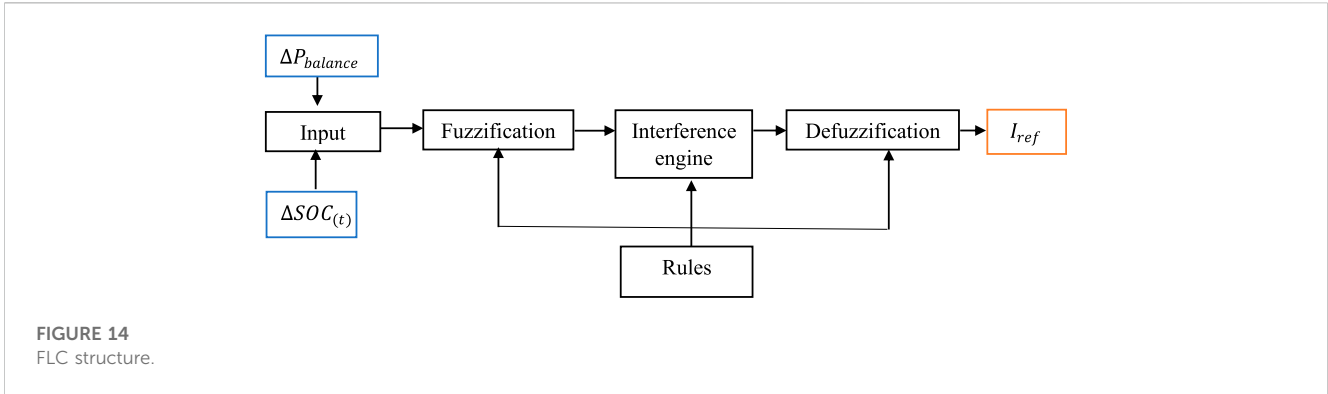 ΔP_balance
Input
Fuzzification
Interference
engine
Defuzzification
I_ref
ΔSOC_(t)
Rules
FIGURE 14
FLC structure.